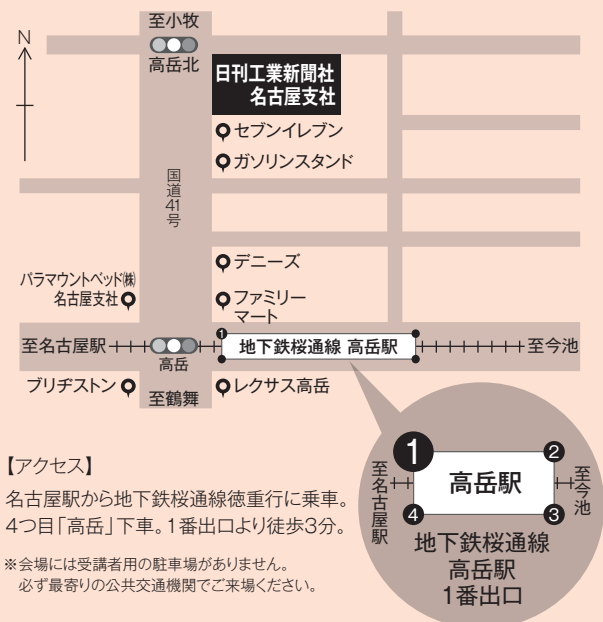 至小牧
N
高岳北
日刊工業新聞社
名古屋支社
セブンイレブン
ガソリンスタンド
国道41号
デニーズ
パラマウントベッド㈱
名古屋支社
ファミリー
マート
至名古屋駅
高岳
1
地下鉄桜通線 高岳駅
至今池
ブリヂストン
至鶴舞
レクサス高岳
【アクセス】
名古屋駅から地下鉄桜通線徳重行に乗車。
4つ目「高岳」下車。1番出口より徒歩3分。
※会場には受講者用の駐車場がありません。
必ず最寄りの公共交通機関でご来場ください。
1
2
至名古屋駅
高岳駅
至今池
4
3
地下鉄桜通線
高岳駅
1番出口